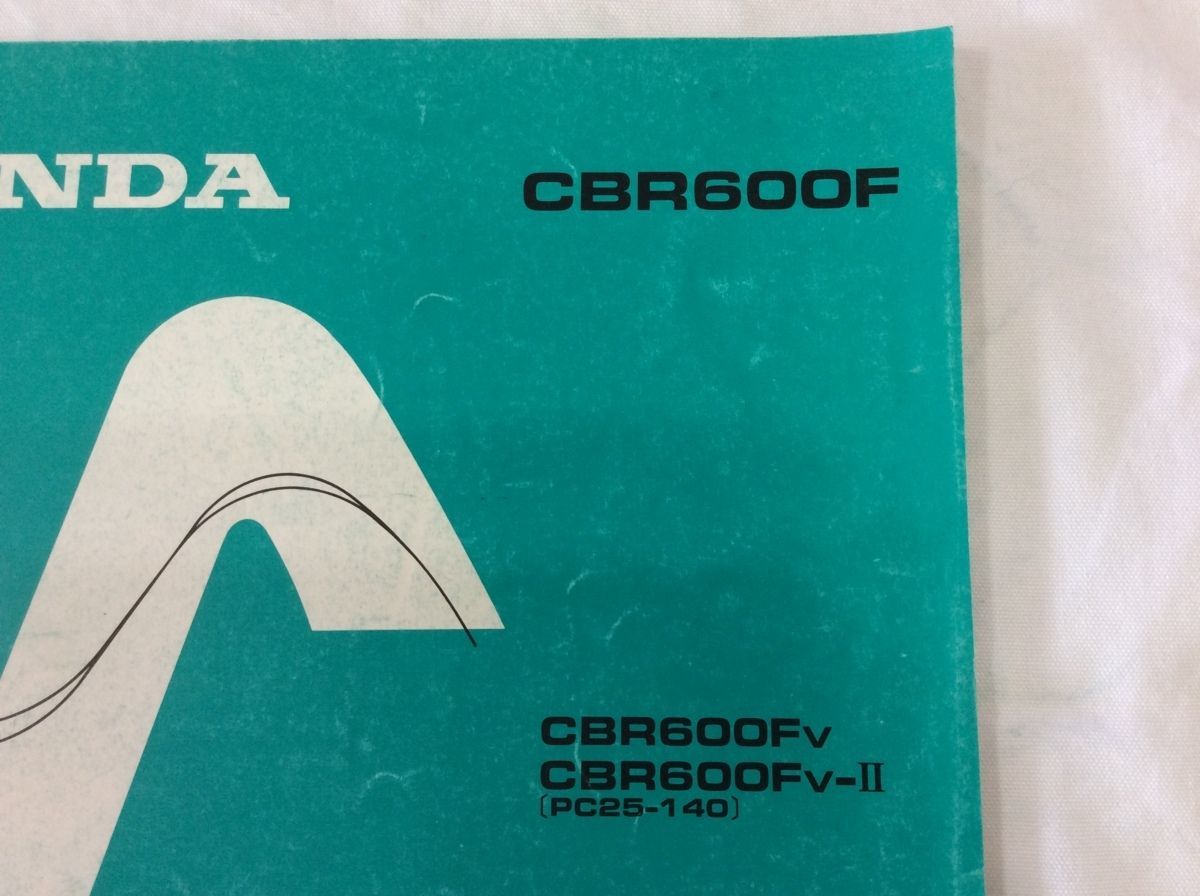 NDA
CBR600F
CBR600Fv
CBR600Fv-II
[PC25-140]